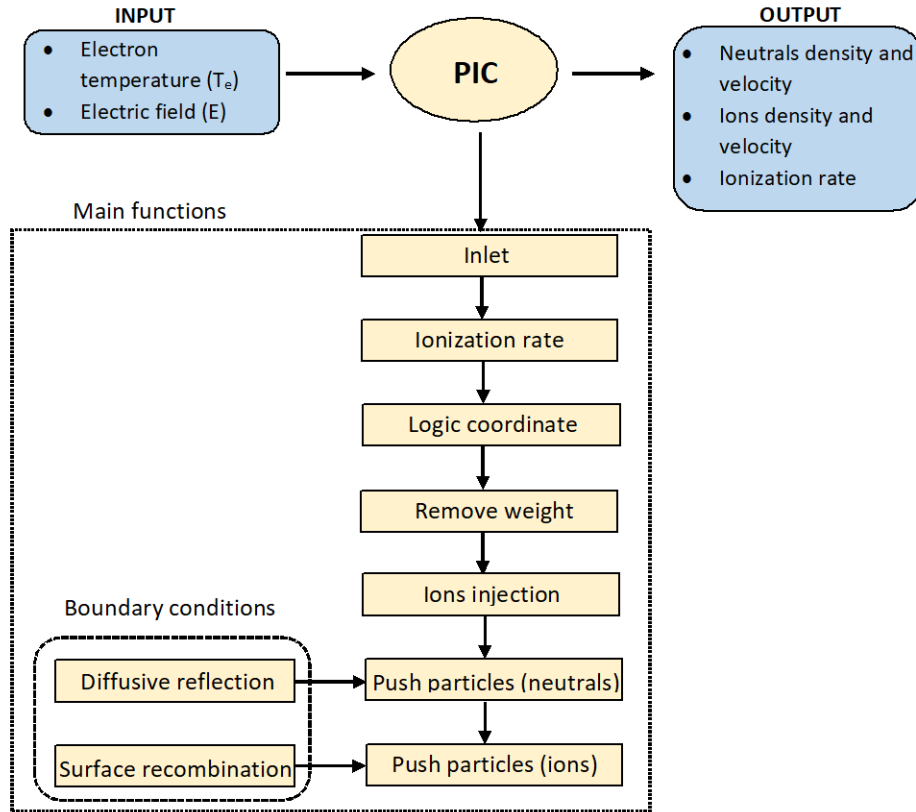 INPUT
● Electron
temperature (Tₑ)
● Electric field (E)
PIC
OUTPUT
● Neutrals density and
velocity
● Ions density and
velocity
● Ionization rate
Main functions
Inlet
Ionization rate
Logic coordinate
Remove weight
Ions injection
Boundary conditions
Diffusive reflection
Push particles (neutrals)
Surface recombination
Push particles (ions)